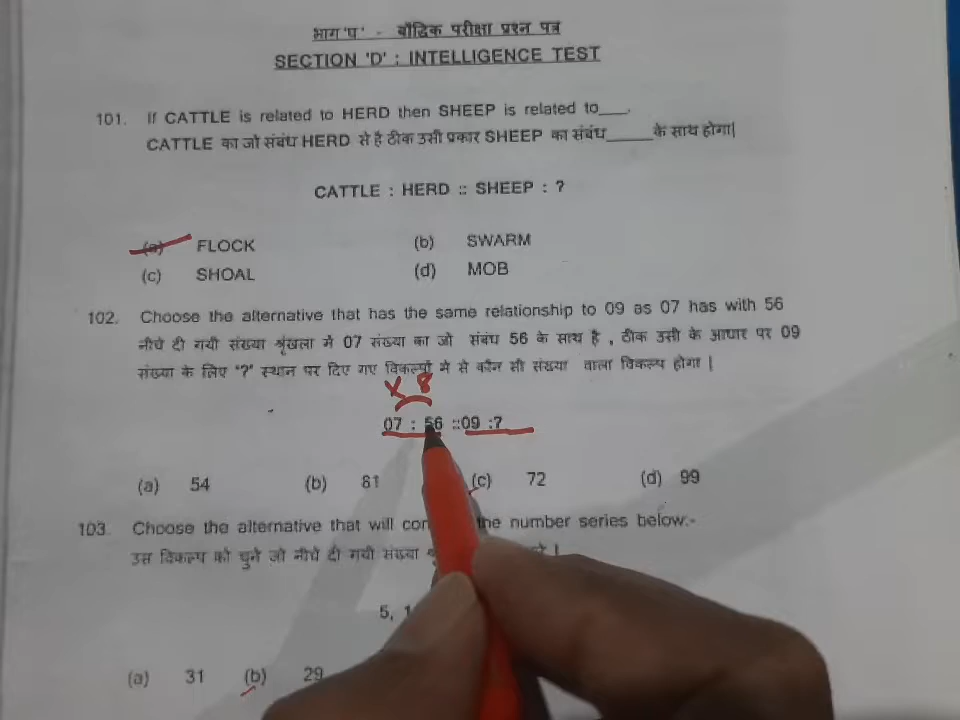 भाग 'प' - बौद्धिक परीक्षा प्रश्न पत्र
SECTION 'D' : INTELLIGENCE TEST
101. If CATTLE is related to HERD then SHEEP is related to___.
CATTLE का जो संबंध HERD से है ठीक उसी प्रकार SHEEP का संबंध_____के साथ होगा|
CATTLE : HERD :: SHEEP : ?
(a) FLOCK (b) SWARM
(c) SHOAL (d) MOB
102. Choose the alternative that has the same relationship to 09 as 07 has with 56
नीचे दी गयी संख्या श्रृंखला में 07 संख्या का जो संबंध 56 के साथ है , ठीक उसी के आधार पर 09
संख्या के लिए '?' स्थान पर दिए गए विकल्पों में से कौन सी संख्या वाला विकल्प होगा |
X 8
07 : 56 ::09 :?
(a) 54 (b) 81 (c) 72 (d) 99
103. Choose the alternative that will the number series below:-
उस विकल्प को चुनें जो नीचे दी गयी संख्या
5,
(a) 31 (b) 29